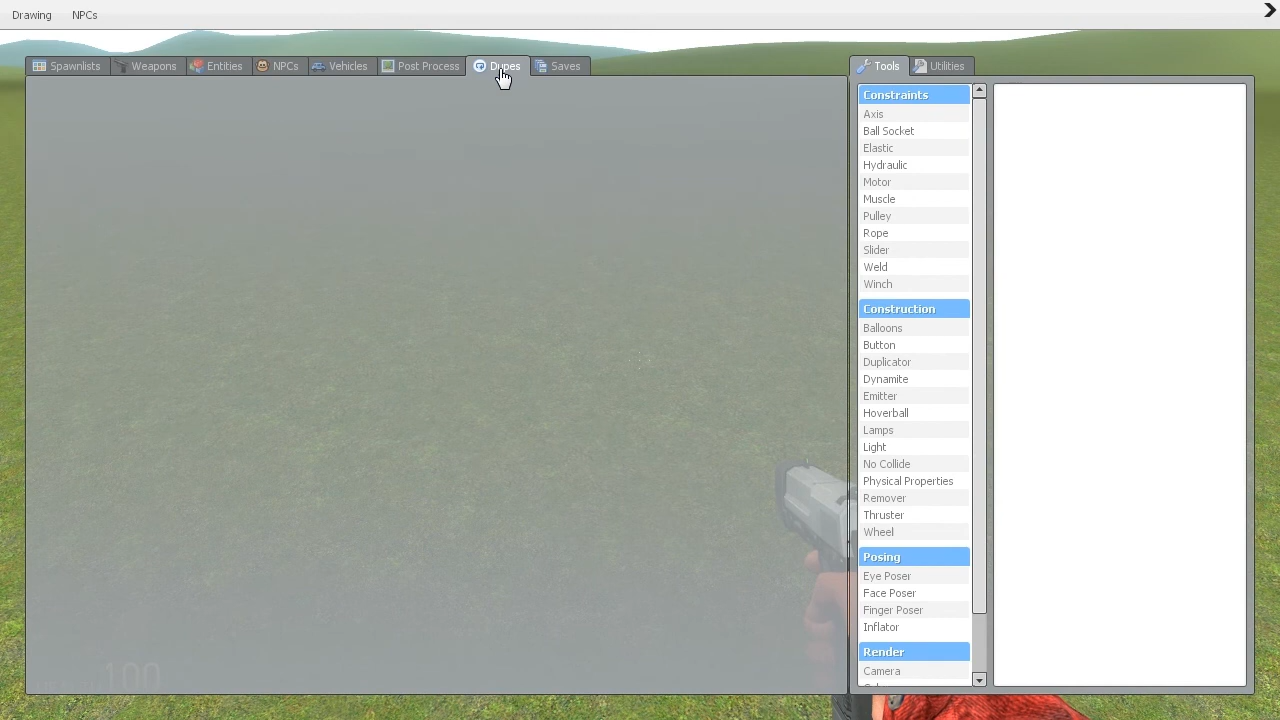 Drawing NPCs
Spawnlists Weapons Entities NPCs Vehicles Post Process Dupes Saves Tools Utilities
Constraints
Axis
Ball Socket
Elastic
Hydraulic
Motor
Muscle
Pulley
Rope
Slider
Weld
Winch
Construction
Balloons
Button
Duplicator
Dynamite
Emitter
Hoverball
Lamps
Light
No Collide
Physical Properties
Remover
Thruster
Wheel
Posing
Eye Poser
Face Poser
Finger Poser
Inflator
Render
Camera
100